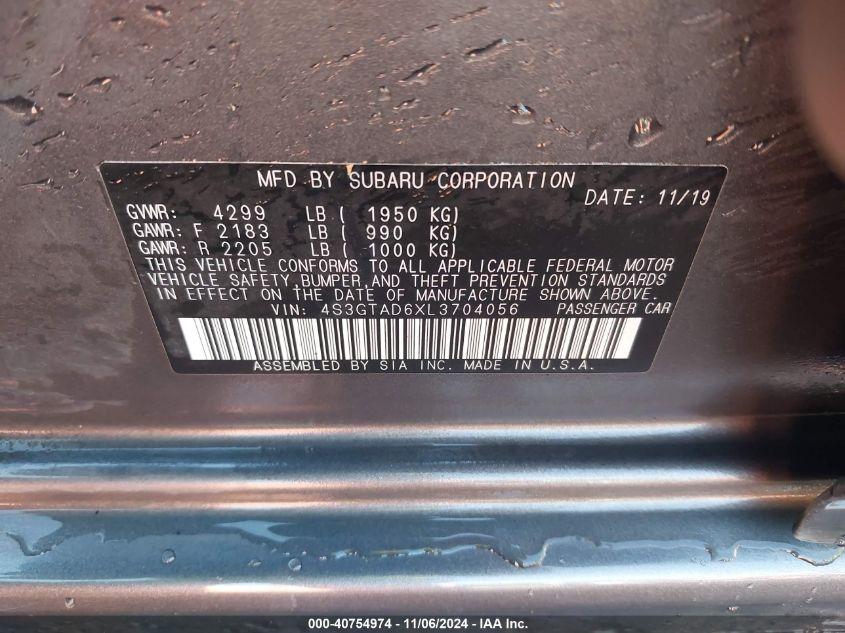 MFD BY SUBARU CORPORATION
DATE: 11/19
GVWR: 4299 LB ( 1950 KG)
GAWR: F 2183 LB ( 990 KG)
GAWR: R 2205 LB ( 1000 KG)
THIS VEHICLE CONFORMS TO ALL APPLICABLE FEDERAL MOTOR
VEHICLE SAFETY,BUMPER,AND THEFT PREVENTION STANDARDS
IN EFFECT ON THE DATE OF MANUFACTURE SHOWN ABOVE.
VIN: 4S3GTAD6XL3704056 PASSENGER CAR
ASSEMBLED BY SIA INC. MADE IN U.S.A.
000-40754974 - 11/06/2024 - IAA Inc.